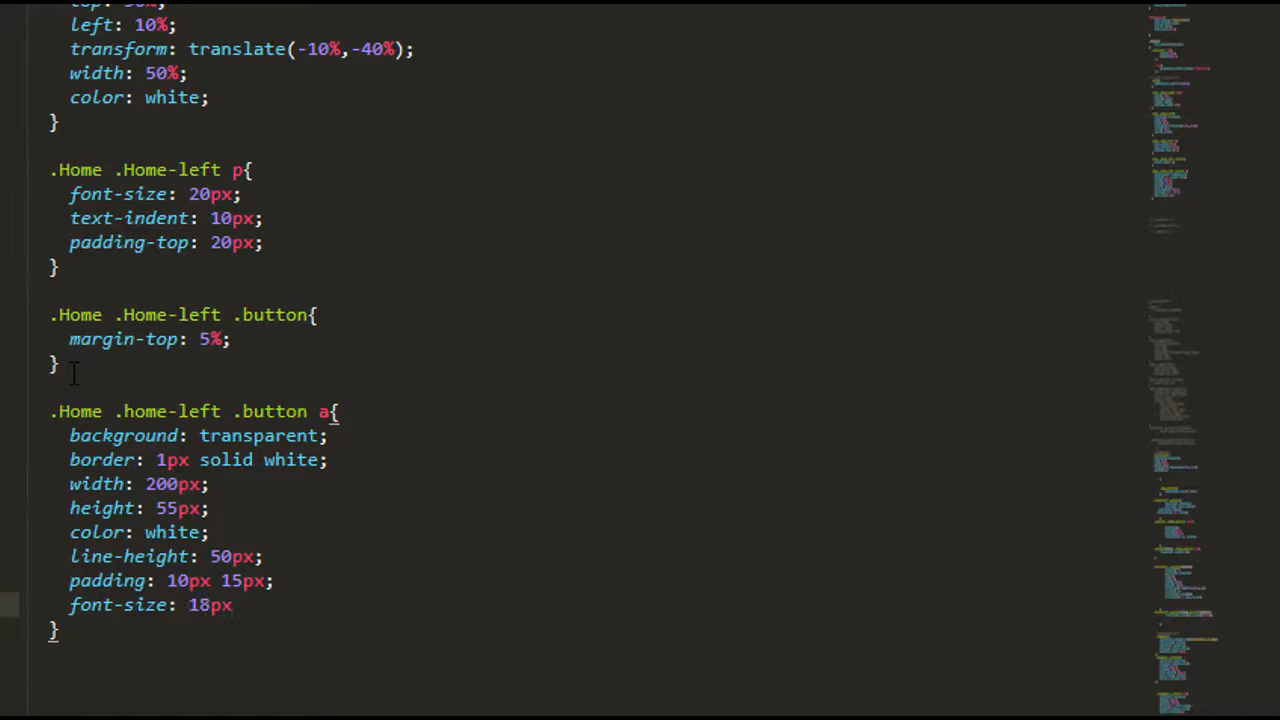 left: 10%;
transform: translate(-10%,-40%);
width: 50%;
color: white;
}
.Home .Home-left p{
font-size: 20px;
text-indent: 10px;
padding-top: 20px;
}
.Home .Home-left .button{
margin-top: 5%;
}
.Home .home-left .button a{
background: transparent;
border: 1px solid white;
width: 200px;
height: 55px;
color: white;
line-height: 50px;
padding: 10px 15px;
font-size: 18px
}